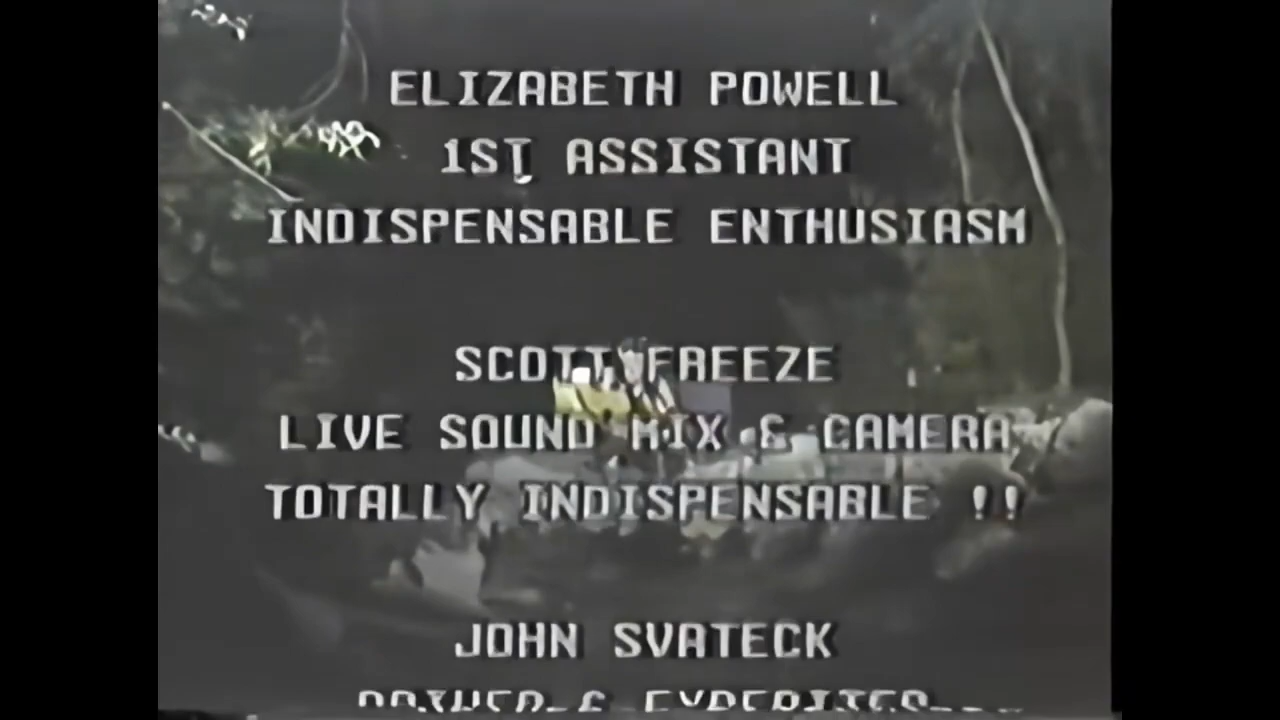 ELIZABETH POWELL
1ST ASSISTANT
INDISPENSABLE ENTHUSIASM
SCOTT FREEZE
LIVE SOUND MIX & CAMERA
TOTALLY INDISPENSABLE !!
JOHN SVATECK